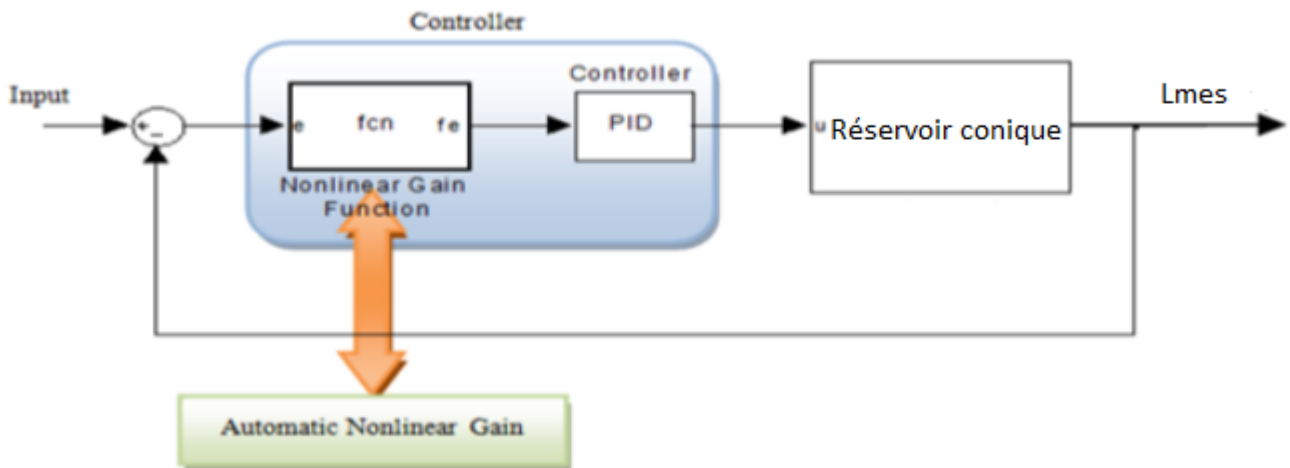 Controller
Input
Controller
+
−
e
fcn
fe
PID
u
Réservoir conique
Lmes
Nonlinear Gain
Function
Automatic Nonlinear Gain